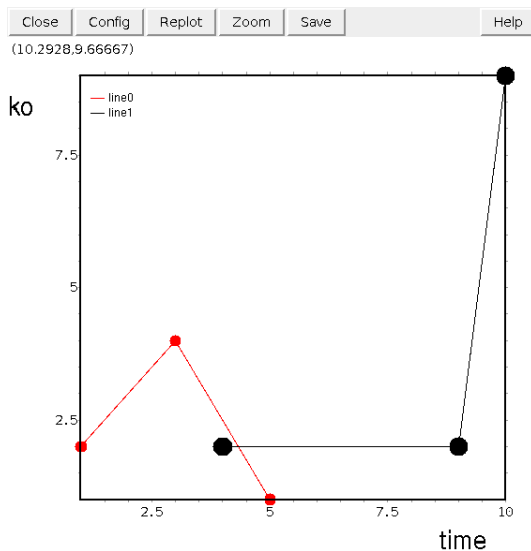 Close Config Replot Zoom Save Help
(10.2928,9.66667)
ko
line0
line1
7.5
5
2.5
2.5 5 7.5 10
time